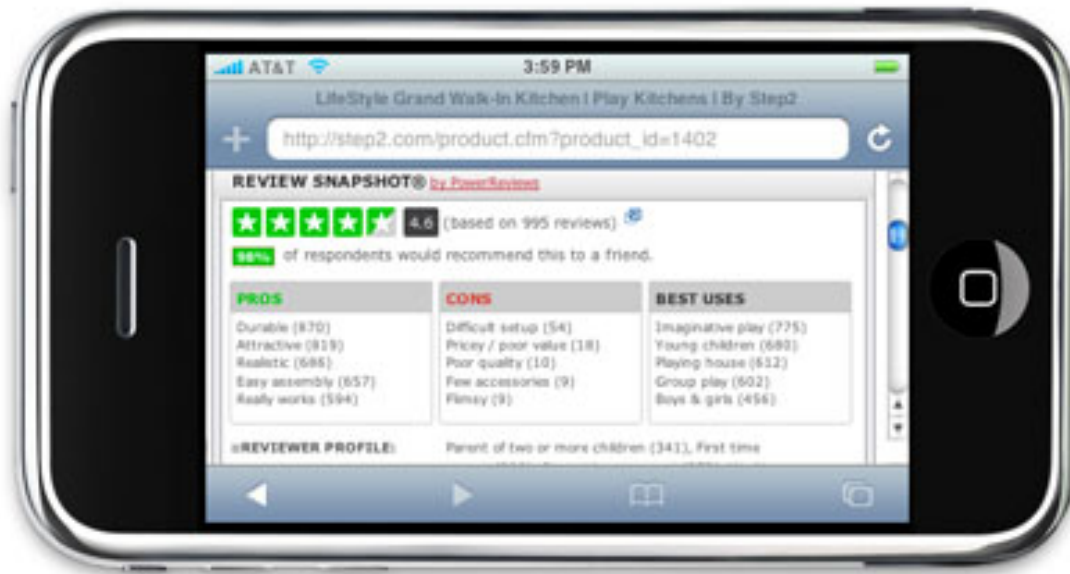 AT&T 3:59 PM
LifeStyle Grand Walk-In Kitchen | Play Kitchens | By Step2
http://step2.com/product.cfm?product_id=1402
REVIEW SNAPSHOT® by PowerReviews
4.6 (based on 995 reviews)
98% of respondents would recommend this to a friend.
PROS
Durable (870)
Attractive (819)
Realistic (686)
Easy assembly (657)
Really works (594)
CONS
Difficult setup (54)
Pricey / poor value (18)
Poor quality (10)
Few accessories (9)
Flimsy (9)
BEST USES
Imaginative play (775)
Young children (680)
Playing house (612)
Group play (602)
Boys & girls (456)
REVIEWER PROFILE: Parent of two or more children (341), First time